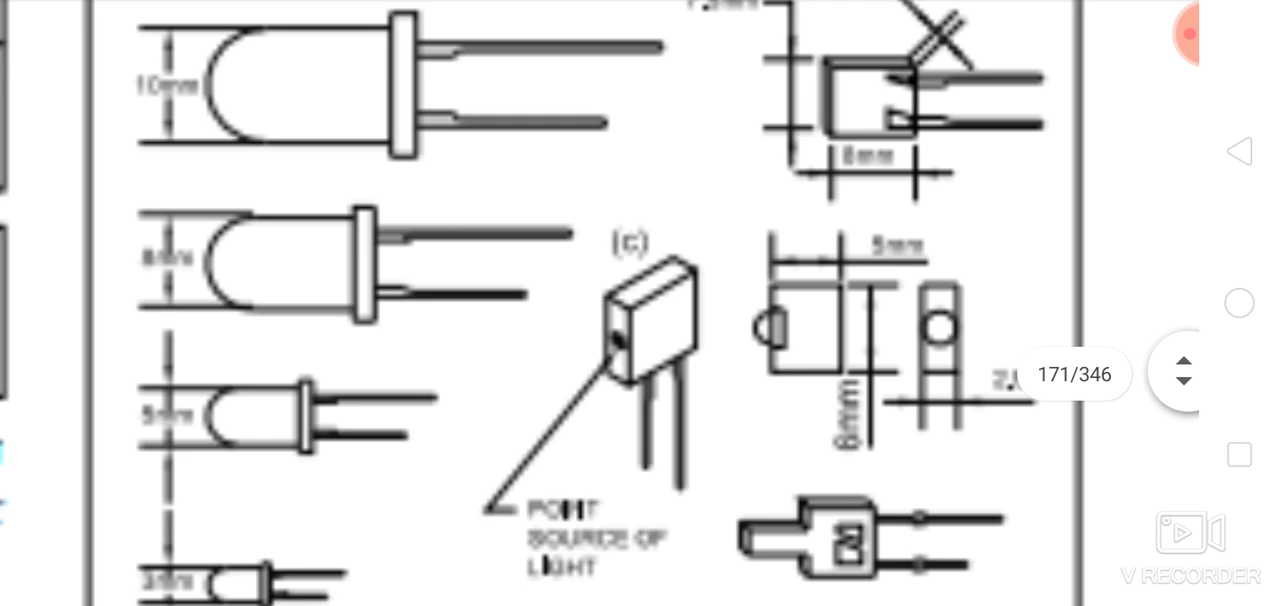 10mm
8mm
8mm
(c)
5mm
5mm
6mm
171/346
POINT
SOURCE OF
LIGHT
3mm
V RECORDER